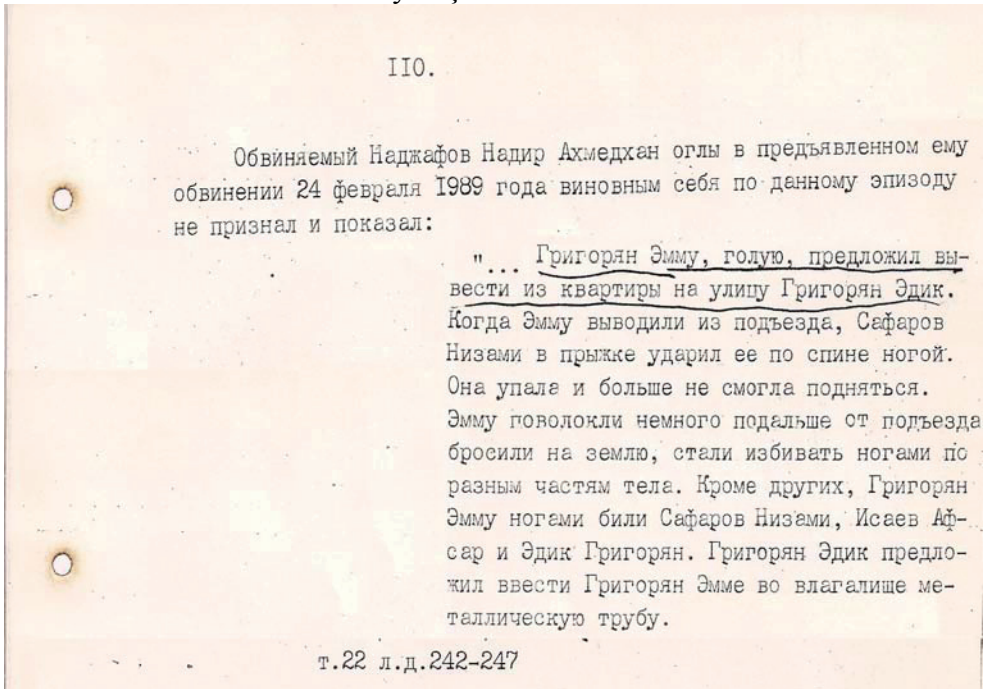 110.
Обвиняемый Наджафов Надир Ахмедхан оглы в предъявленном ему
обвинении 24 февраля 1989 года виновным себя по данному эпизоду
не признал и показал:
"... Григорян Эмму, голую, предложил вы-
вести из квартиры на улицу Григорян Эдик.
Когда Эмму выводили из подъезда, Сафаров
Низами в прыжке ударил ее по спине ногой.
Она упала и больше не смогла подняться.
Эмму поволокли немного подальше от подъезда
бросили на землю, стали избивать ногами по
разным частям тела. Кроме других, Григорян
Эмму ногами били Сафаров Низами, Исаев Аф-
сар и Эдик Григорян. Григорян Эдик предло-
жил ввести Григорян Эмме во влагалище ме-
таллическую трубу.
т.22 л.д.242-247